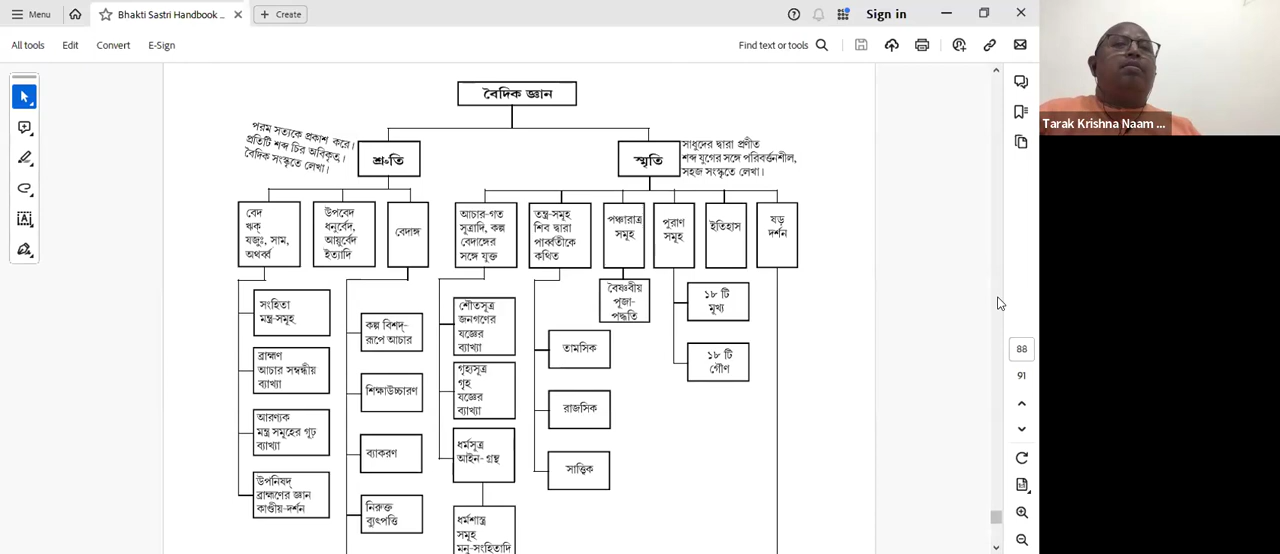 Menu
Bhakti Sastri Handbook ...
Create
Sign in
All tools
Edit
Convert
E-Sign
Find text or tools
Tarak Krishna Naam ...
বৈদিক জ্ঞান
পরম সত্যকে প্রকাশ করে।
প্রতিটি শব্দ চির অবিকৃত,
বৈদিক সংস্কৃতে লেখা।
শ্রুতি
স্মৃতি
সাধুদের দ্বারা প্রণীত
শব্দ যুগের সঙ্গে পরিবর্ত্তনশীল,
সহজ সংস্কৃতে লেখা।
বেদ
ঋক্
যজুঃ, সাম,
অথর্ব্ব
উপবেদ
ধনুর্বেদ,
আয়ুর্বেদ
ইত্যাদি
বেদাঙ্গ
আচার-গত
সূত্রাদি, কল্প
বেদাঙ্গের
সঙ্গে যুক্ত
তন্ত্র-সমূহ
শিব দ্বারা
পার্ব্বতীকে
কথিত
পঞ্চারাত্র
সমূহ
পুরাণ
সমূহ
ইতিহাস
ষড়
দর্শন
সংহিতা
মন্ত্র-সমূহ
ব্রাহ্মণ
আচার সম্বন্ধীয়
ব্যাখ্যা
আরণ্যক
মন্ত্র সমূহের গূঢ়
ব্যাখ্যা
উপনিষদ্
ব্রাহ্মণের জ্ঞান
কাণ্ডীয়-দর্শন
কল্প বিশদ্-
রূপে আচার
শিক্ষাউচ্চারণ
ব্যাকরণ
নিরুক্ত
ব্যুৎপত্তি
শ্রৌতসূত্র
জনগণের
যজ্ঞের
ব্যাখ্যা
গৃহ্যসূত্র
গৃহ
যজ্ঞের
ব্যাখ্যা
ধর্মসূত্র
আইন-গ্রন্থ
ধর্মশাস্ত্র
সমূহ
মনু-সংহিতাদি
তামসিক
রাজসিক
সাত্ত্বিক
বৈষ্ণবীয়
পূজা-
পদ্ধতি
১৮ টি
মূখ্য
১৮ টি
গৌণ
88
91